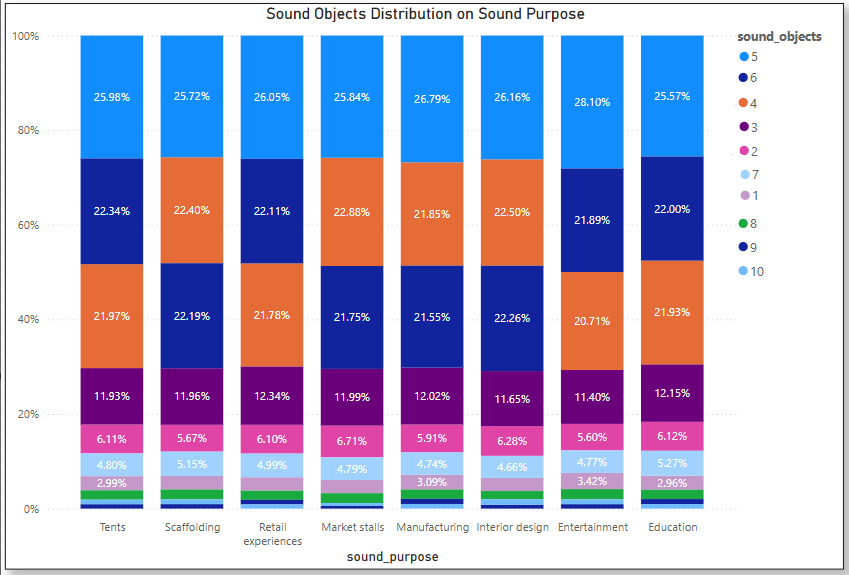 Sound Objects Distribution on Sound Purpose
sound_objects
5
6
4
3
2
7
1
8
9
10
100%
80%
60%
40%
20%
0%
25.98% 25.72% 26.05% 25.84% 26.79% 26.16% 28.10% 25.57%
22.34% 22.40% 22.11% 22.88% 21.85% 22.50% 21.89% 22.00%
21.97% 22.19% 21.78% 21.75% 21.55% 22.26% 20.71% 21.93%
11.93% 11.96% 12.34% 11.99% 12.02% 11.65% 11.40% 12.15%
6.11% 5.67% 6.10% 6.71% 5.91% 6.28% 5.60% 6.12%
4.80% 5.15% 4.99% 4.79% 4.74% 4.66% 4.77% 5.27%
2.99% 3.09% 3.42% 2.96%
Tents Scaffolding Retail Market stalls Manufacturing Interior design Entertainment Education
experiences
sound_purpose